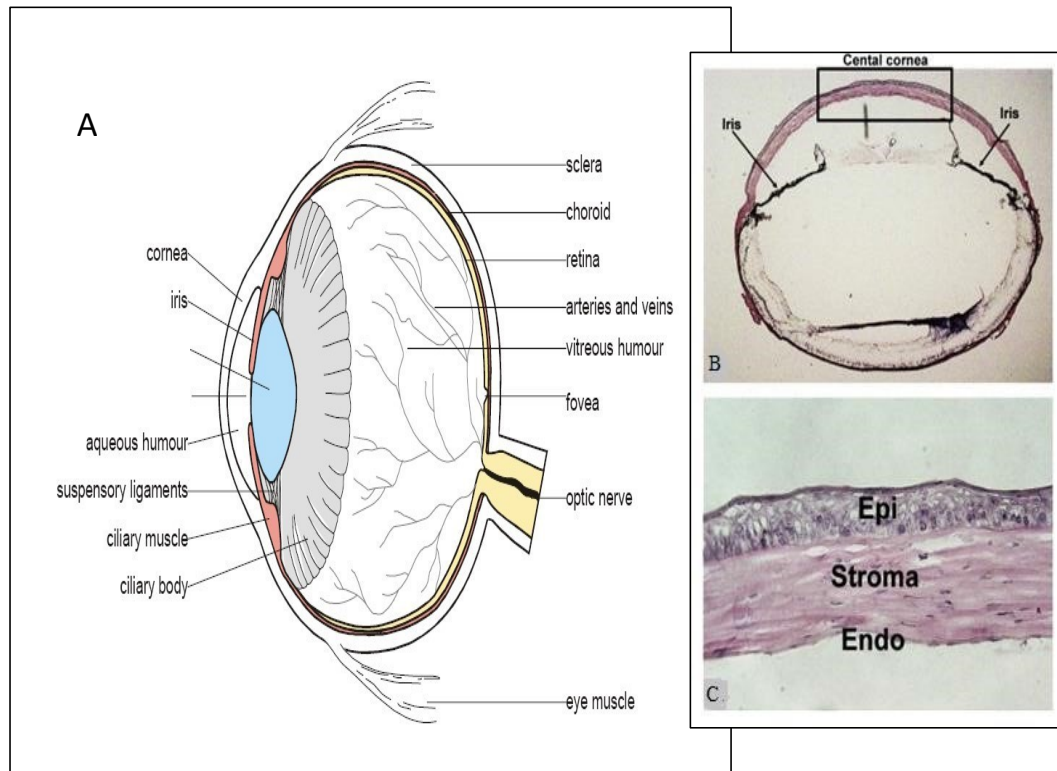 A
cornea
iris
aqueous humour
suspensory ligaments
ciliary muscle
ciliary body
sclera
choroid
retina
arteries and veins
vitreous humour
fovea
optic nerve
eye muscle
Cental cornea
Iris
Iris
B
Epi
Stroma
Endo
C